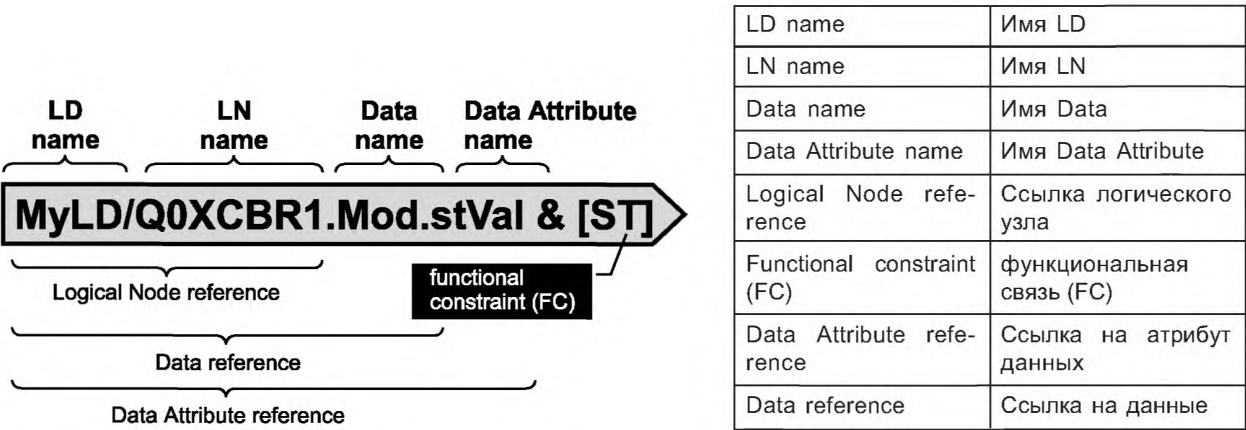 LD name
LN name
Data name
Data Attribute name
MyLD/Q0XCBR1.Mod.stVal & [ST]
functional
constraint (FC)
Logical Node reference
Data reference
Data Attribute reference
LD name Имя LD
LN name Имя LN
Data name Имя Data
Data Attribute name Имя Data Attribute
Logical Node refe- Ссылка логического
rence узла
Functional constraint функциональная
(FC) связь (FC)
Data Attribute refe- Ссылка на атрибут
rence данных
Data reference Ссылка на данные